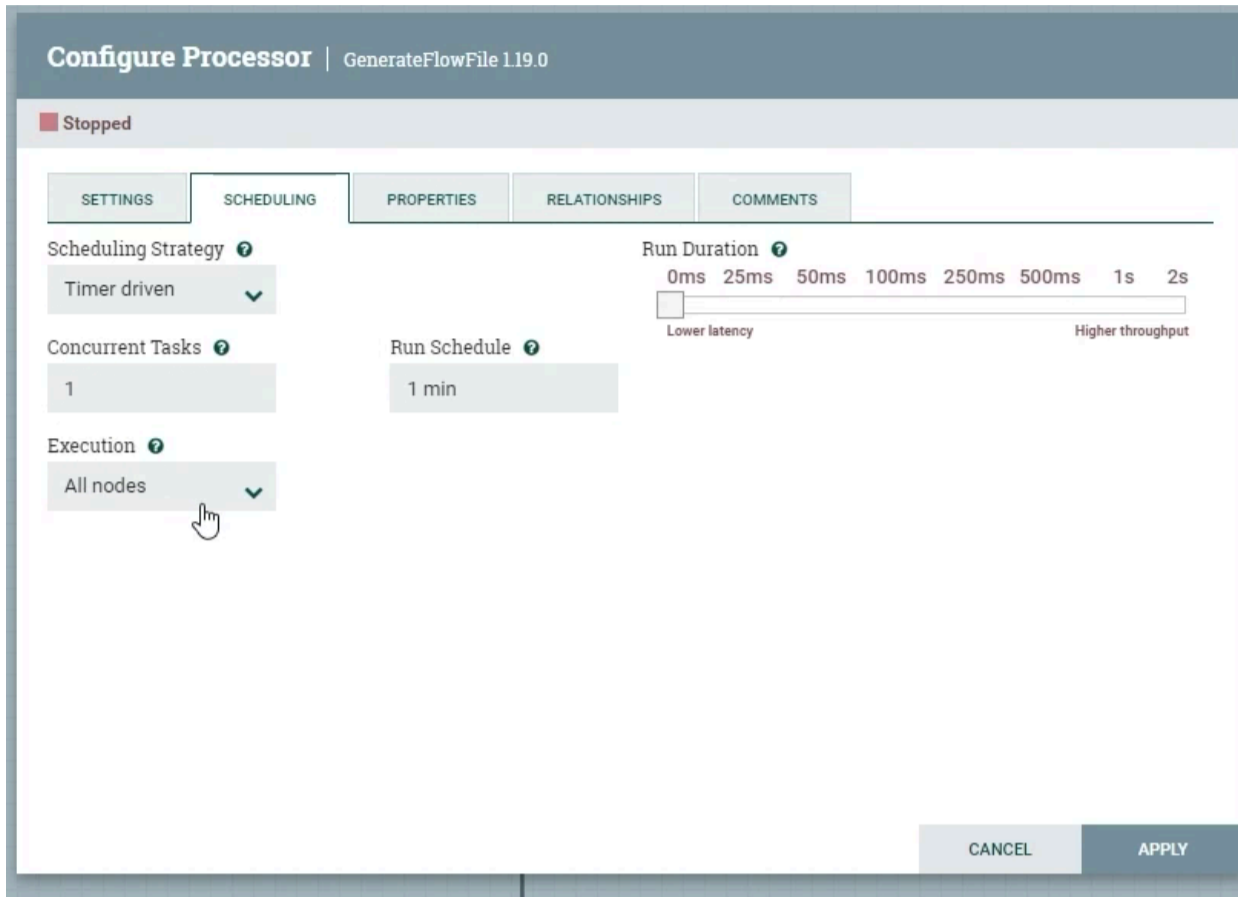 Configure Processor | GenerateFlowFile 1.19.0
Stopped
SETTINGS SCHEDULING PROPERTIES RELATIONSHIPS COMMENTS
Scheduling Strategy ?
Timer driven
Run Duration ?
0ms 25ms 50ms 100ms 250ms 500ms 1s 2s
Lower latency Higher throughput
Concurrent Tasks ?
1
Run Schedule ?
1 min
Execution ?
All nodes
CANCEL APPLY